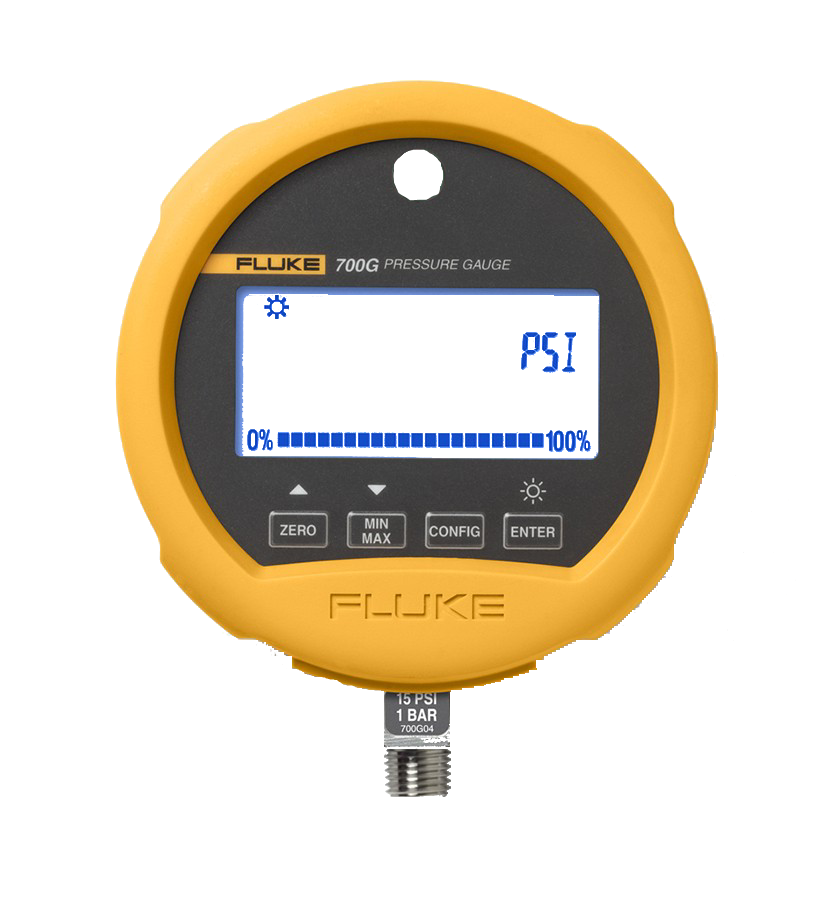 FLUKE 700G PRESSURE GAUGE
PSI
0% 100%
ZERO MIN MAX CONFIG ENTER
FLUKE
15 PSI
1 BAR
700G04